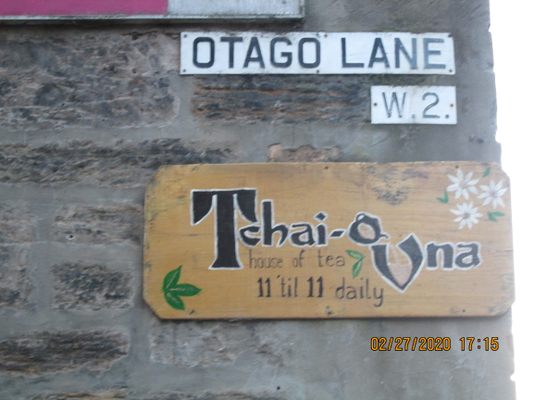 OTAGO LANE
W.2.
Tchai-Ovna
house of tea
11 'til 11 daily
02/27/2020 17:15